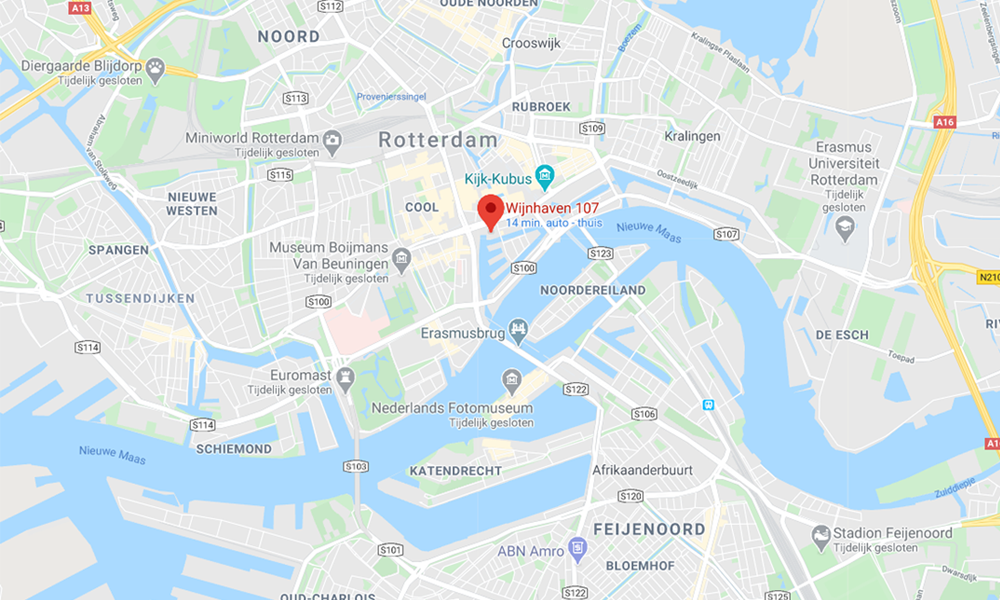 A13
S112
OUDE NOORDEN
NOORD
Crooswijk
Boezem
Kralingse Plaslaan
Diergaarde Blijdorp
Tijdelijk gesloten
S113
Provenierssingel
RUBROEK
A16
Abraham van Stolkweg
Miniworld Rotterdam
Tijdelijk gesloten
Rotterdam
S109
Kralingen
Erasmus
Universiteit
Rotterdam
Tijdelijk
gesloten
S115
Kijk-Kubus
Oostzeedijk
NIEUWE
WESTEN
COOL
Wijnhaven 107
14 min. auto - thuis
Nieuwe Maas
S107
SPANGEN
Museum Boijmans
Van Beuningen
Tijdelijk gesloten
S100
S123
N210
TUSSENDIJKEN
S100
NOORDEREILAND
Erasmusbrug
DE ESCH
S114
Toepad
Euromast
Tijdelijk gesloten
S122
Nederlands Fotomuseum
Tijdelijk gesloten
S106
S114
SCHIEMOND
Nieuwe Maas
S103
KATENDRECHT
Afrikaanderbuurt
Zuiddiepje
S120
FEIJENOORD
Stadion Feijenoord
Tijdelijk gesloten
S101
ABN Amro
BLOEMHOF
Dwarsdijk
OUD-CHARLOIS
S122
S125